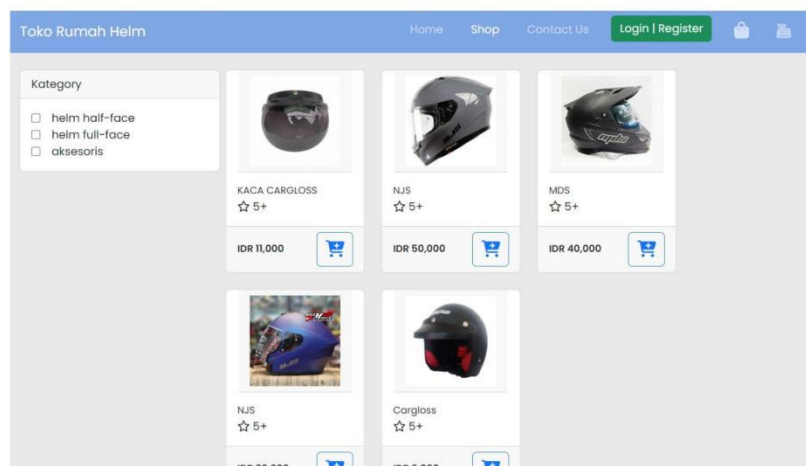 Toko Rumah Helm
Home Shop Contact Us Login | Register
Kategory
helm half-face
helm full-face
aksesoris
KACA CARGLOSS
5+
IDR 11,000
NJS
5+
IDR 50,000
MDS
5+
IDR 40,000
NJS
5+
Cargloss
5+